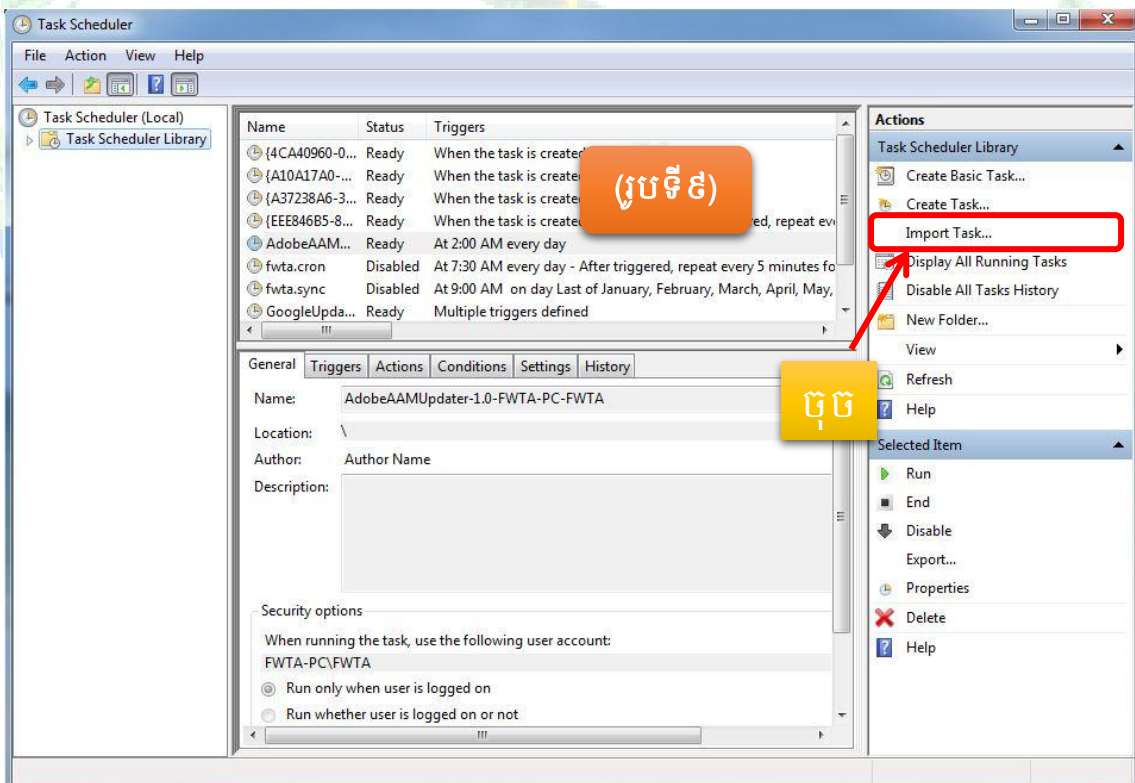 Task Scheduler
File Action View Help
Task Scheduler (Local)
Task Scheduler Library
Name Status Triggers
{4CA40960-0... Ready When the task is created
{A10A17A0-... Ready When the task is created
{A37238A6-3... Ready When the task is created
{EEE846B5-8... Ready When the task is created ed, repeat eve
AdobeAAM... Ready At 2:00 AM every day
fwta.cron Disabled At 7:30 AM every day - After triggered, repeat every 5 minutes fo
fwta.sync Disabled At 9:00 AM on day Last of January, February, March, April, May,
GoogleUpda... Ready Multiple triggers defined
(រូបទី៩)
General Triggers Actions Conditions Settings History
Name: AdobeAAMUpdater-1.0-FWTA-PC-FWTA
Location: \
Author: Author Name
Description:
Security options
When running the task, use the following user account:
FWTA-PC\FWTA
Run only when user is logged on
Run whether user is logged on or not
Actions
Task Scheduler Library
Create Basic Task...
Create Task...
Import Task...
Display All Running Tasks
Disable All Tasks History
New Folder...
View
Refresh
Help
ចុច
Selected Item
Run
End
Disable
Export...
Properties
Delete
Help